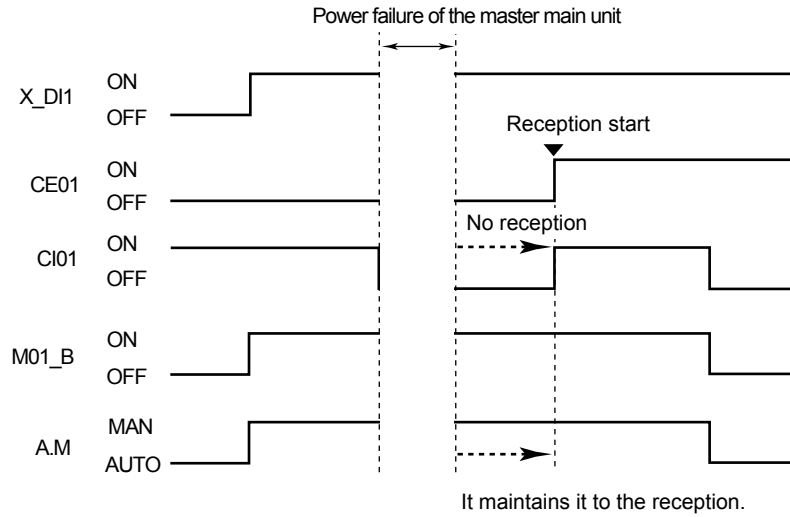 Power failure of the master main unit
X_DI1
ON
OFF
Reception start
CE01
ON
OFF
No reception
CI01
ON
OFF
M01_B
ON
OFF
A.M
MAN
AUTO
It maintains it to the reception.